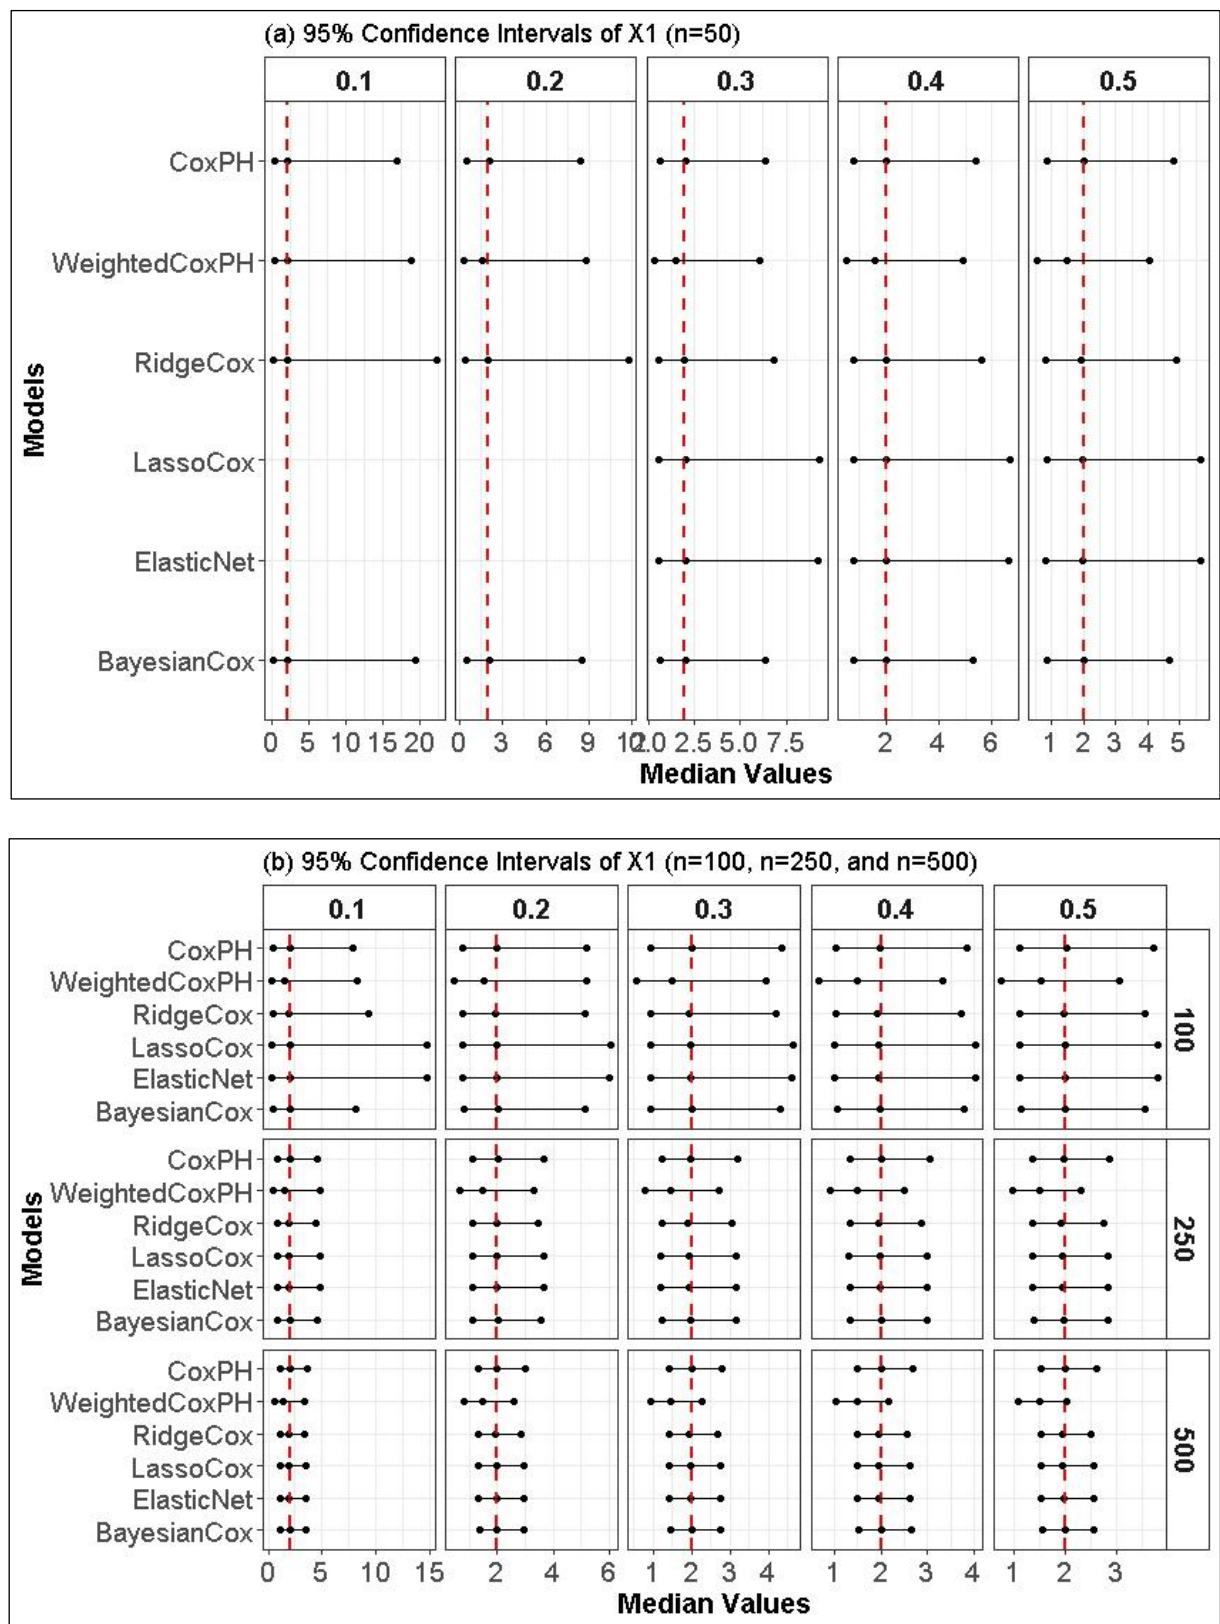 (a) 95% Confidence Intervals of X1 (n=50)
0.1 0.2 0.3 0.4 0.5
CoxPH
WeightedCoxPH
RidgeCox
LassoCox
ElasticNet
BayesianCox
Models
0 5 10 15 20 0 3 6 9 12 0.0 2.5 5.0 7.5 2 4 6 1 2 3 4 5
Median Values
(b) 95% Confidence Intervals of X1 (n=100, n=250, and n=500)
0.1 0.2 0.3 0.4 0.5
CoxPH
WeightedCoxPH
RidgeCox
LassoCox
ElasticNet
BayesianCox
100
CoxPH
WeightedCoxPH
RidgeCox
LassoCox
ElasticNet
BayesianCox
250
Models
CoxPH
WeightedCoxPH
RidgeCox
LassoCox
ElasticNet
BayesianCox
500
0 5 10 15 2 4 6 1 2 3 4 1 2 3 4 1 2 3
Median Values